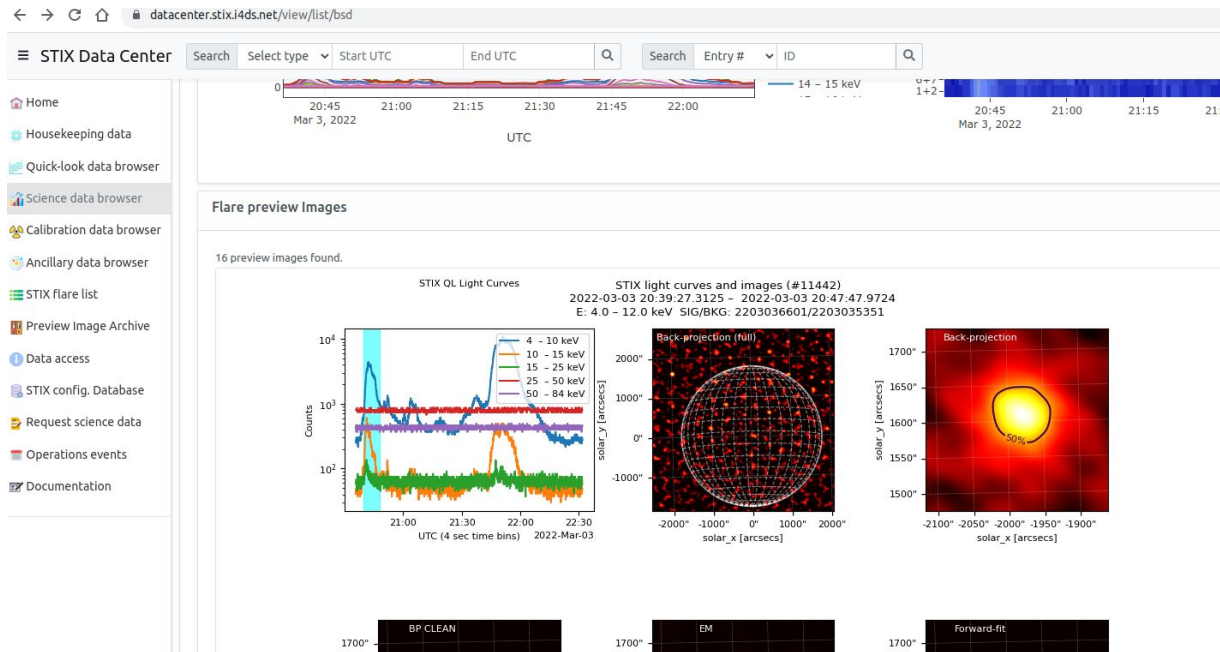 datacenter.stix.i4ds.net/view/list/bsd
≡ STIX Data Center
Search Select type Start UTC End UTC
Search Entry # ID
Home
Housekeeping data
Quick-look data browser
Science data browser
Calibration data browser
Ancillary data browser
STIX flare list
Preview Image Archive
Data access
STIX config. Database
Request science data
Operations events
Documentation
0
20:45 21:00 21:15 21:30 21:45 22:00
Mar 3, 2022
UTC
14 – 15 keV
1+2
20:45 21:00 21:15
Mar 3, 2022
Flare preview Images
16 preview images found.
STIX QL Light Curves
STIX light curves and images (#11442)
2022-03-03 20:39:27.3125 – 2022-03-03 20:47:47.9724
E: 4.0 – 12.0 keV SIG/BKG: 2203036601/2203035351
4 – 10 keV
10 – 15 keV
15 – 25 keV
25 – 50 keV
50 – 84 keV
10⁴
10³
10²
Counts
21:00 21:30 22:00 22:30
UTC (4 sec time bins) 2022-Mar-03
Back-projection (full)
2000"
1000"
0"
-1000"
solar_y [arcsecs]
-2000" -1000" 0" 1000" 2000"
solar_x [arcsecs]
Back-projection
1700"
1650"
1600"
1550"
1500"
solar_y [arcsecs]
50%
-2100" -2050" -2000" -1950" -1900"
solar_x [arcsecs]
BP CLEAN
1700"
EM
1700"
Forward-fit
1700"